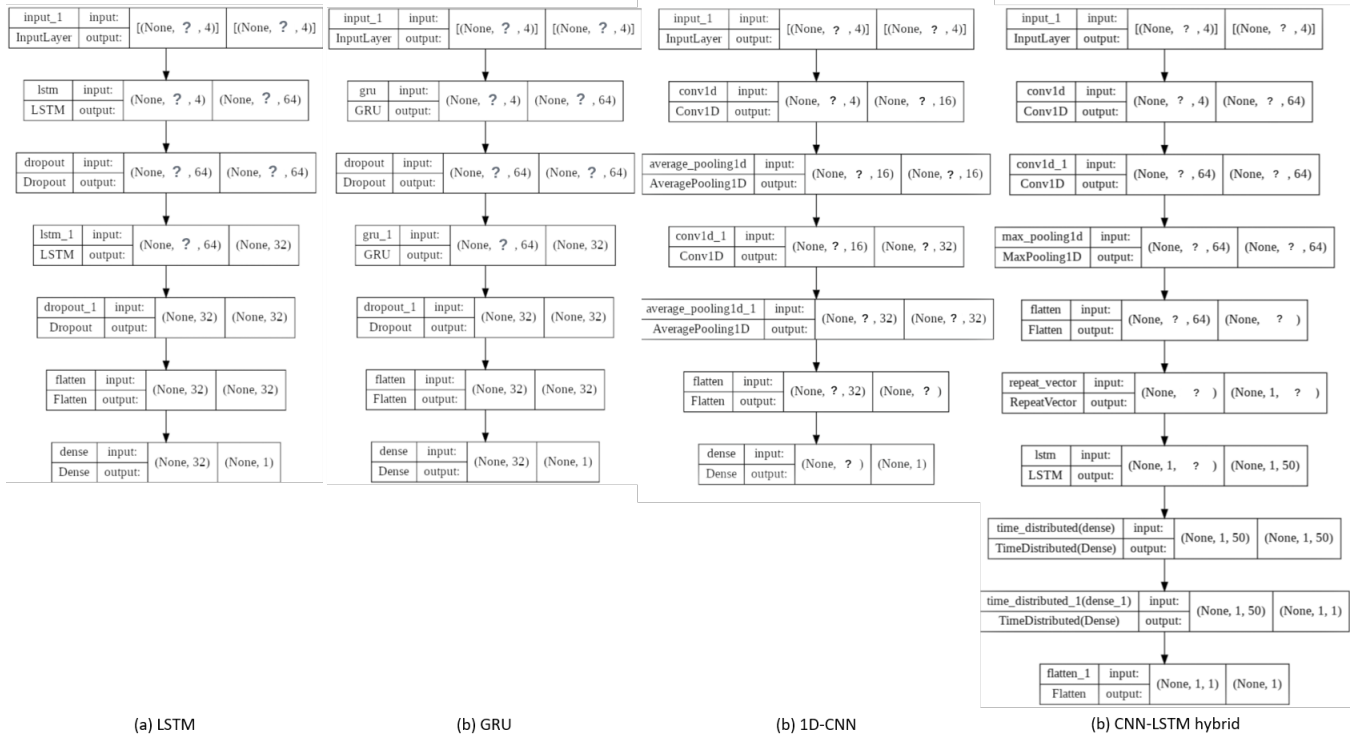 input_1 input: [(None, ? , 4)] [(None, ? , 4)]
InputLayer output:
lstm input: (None, ? , 4) (None, ? , 64)
LSTM output:
dropout input: (None, ? , 64) (None, ? , 64)
Dropout output:
lstm_1 input: (None, ? , 64) (None, 32)
LSTM output:
dropout_1 input: (None, 32) (None, 32)
Dropout output:
flatten input: (None, 32) (None, 32)
Flatten output:
dense input: (None, 32) (None, 1)
Dense output:
(a) LSTM
input_1 input: [(None, ? , 4)] [(None, ? , 4)]
InputLayer output:
gru input: (None, ? , 4) (None, ? , 64)
GRU output:
dropout input: (None, ? , 64) (None, ? , 64)
Dropout output:
gru_1 input: (None, ? , 64) (None, 32)
GRU output:
dropout_1 input: (None, 32) (None, 32)
Dropout output:
flatten input: (None, 32) (None, 32)
Flatten output:
dense input: (None, 32) (None, 1)
Dense output:
(b) GRU
input_1 input: [(None, ? , 4)] [(None, ? , 4)]
InputLayer output:
conv1d input: (None, ? , 4) (None, ? , 16)
Conv1D output:
average_pooling1d input: (None, ? , 16) (None, ? , 16)
AveragePooling1D output:
conv1d_1 input: (None, ? , 16) (None, ? , 32)
Conv1D output:
average_pooling1d_1 input: (None, ? , 32) (None, ? , 32)
AveragePooling1D output:
flatten input: (None, ? , 32) (None, ? )
Flatten output:
dense input: (None, ? ) (None, 1)
Dense output:
(b) 1D-CNN
input_1 input: [(None, ? , 4)] [(None, ? , 4)]
InputLayer output:
conv1d input: (None, ? , 4) (None, ? , 64)
Conv1D output:
conv1d_1 input: (None, ? , 64) (None, ? , 64)
Conv1D output:
max_pooling1d input: (None, ? , 64) (None, ? , 64)
MaxPooling1D output:
flatten input: (None, ? , 64) (None, ? )
Flatten output:
repeat_vector input: (None, ? ) (None, 1, ? )
RepeatVector output:
lstm input: (None, 1, ? ) (None, 1, 50)
LSTM output:
time_distributed(dense) input: (None, 1, 50) (None, 1, 50)
TimeDistributed(Dense) output:
time_distributed_1(dense_1) input: (None, 1, 50) (None, 1, 1)
TimeDistributed(Dense) output:
flatten_1 input: (None, 1, 1) (None, 1)
Flatten output:
(b) CNN-LSTM hybrid